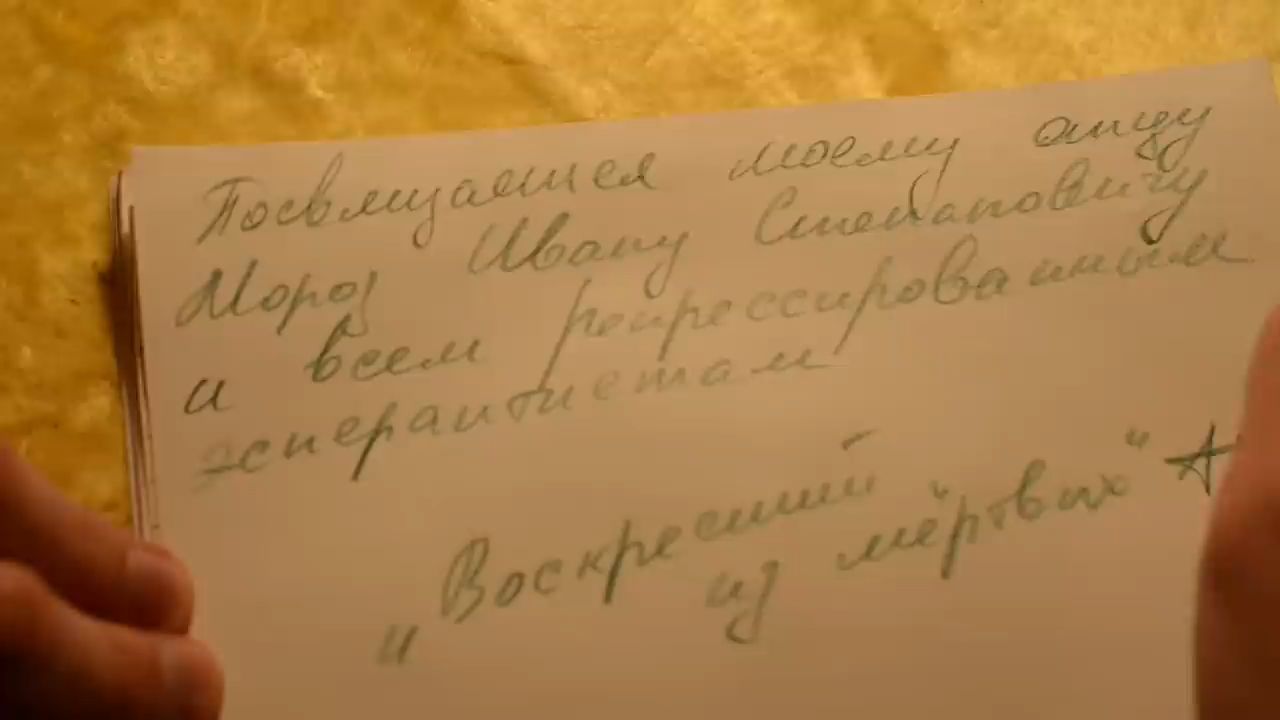 Посвящается моему отцу
Мороз Ивану Степановичу
и всем репрессированным
эсперантистам
„Воскресший
из мёртвых"